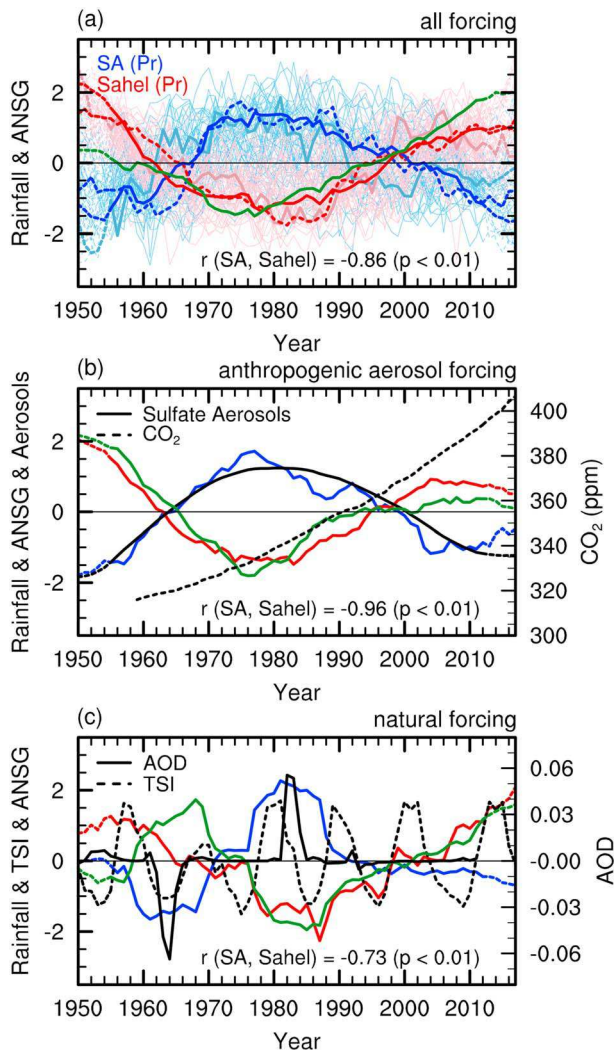 (a) all forcing
SA (Pr)
Sahel (Pr)
Rainfall & ANSG
2
0
-2
r (SA, Sahel) = -0.86 (p < 0.01)
1950 1960 1970 1980 1990 2000 2010
Year
(b) anthropogenic aerosol forcing
Sulfate Aerosols
CO₂
Rainfall & ANSG & Aerosols
2
0
-2
400
380
360
340
320
300
CO₂ (ppm)
r (SA, Sahel) = -0.96 (p < 0.01)
1950 1960 1970 1980 1990 2000 2010
Year
(c) natural forcing
AOD
TSI
Rainfall & TSI & ANSG
2
0
-2
0.06
0.03
-0.00
-0.03
-0.06
AOD
r (SA, Sahel) = -0.73 (p < 0.01)
1950 1960 1970 1980 1990 2000 2010
Year